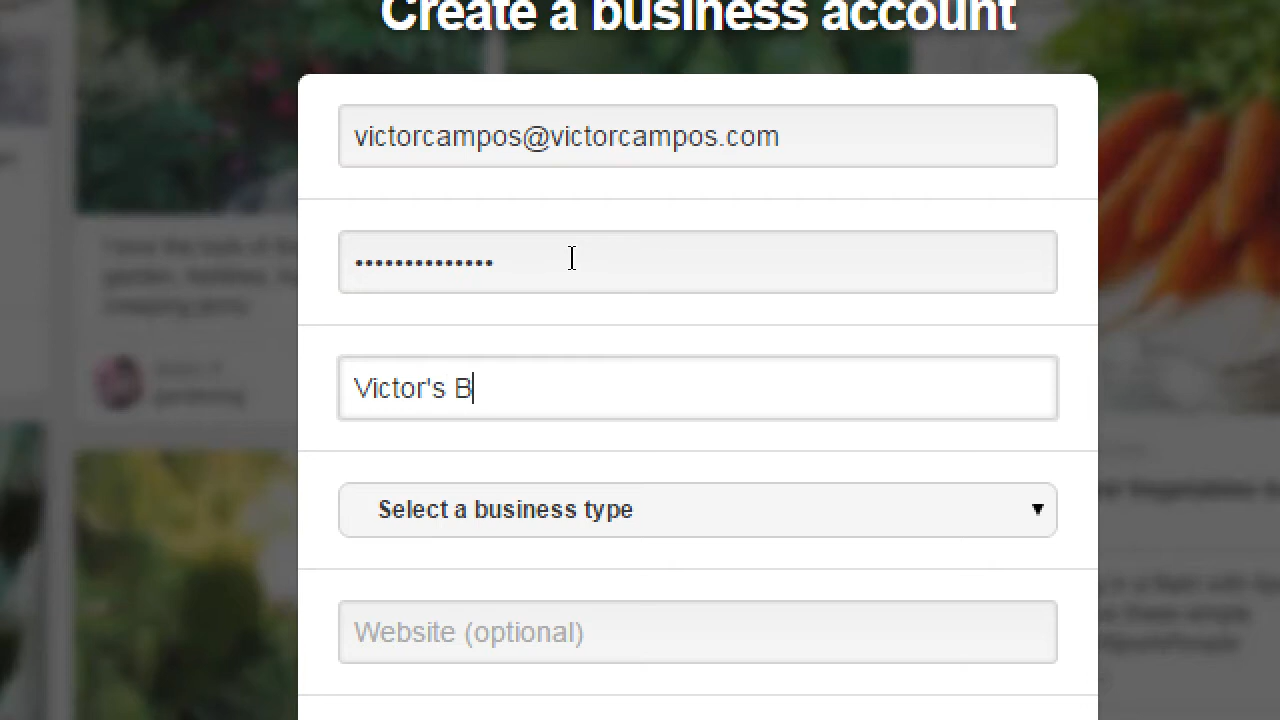 Create a business account
victorcampos@victorcampos.com
••••••••••••••
Victor's B
Select a business type
Website (optional)